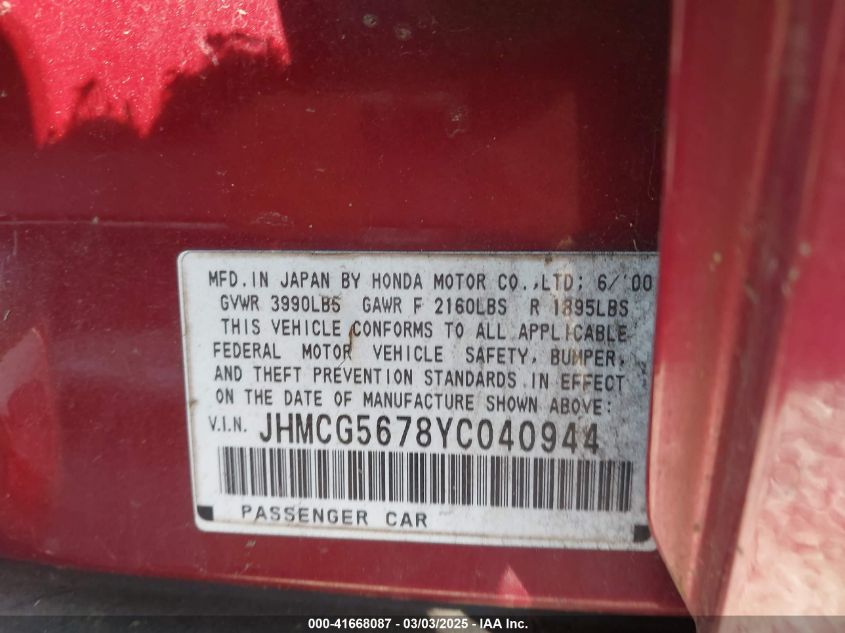 MFD. IN JAPAN BY HONDA MOTOR CO., LTD; 6/'00
GVWR 3990LBS GAWR F 2160LBS R 1895LBS
THIS VEHICLE CONFORMS TO ALL APPLICABLE
FEDERAL MOTOR VEHICLE SAFETY, BUMPER,
AND THEFT PREVENTION STANDARDS IN EFFECT
ON THE DATE OF MANUFACTURE SHOWN ABOVE:
V.I.N. JHMCG5678YC040944
PASSENGER CAR
000-41668087 - 03/03/2025 - IAA Inc.